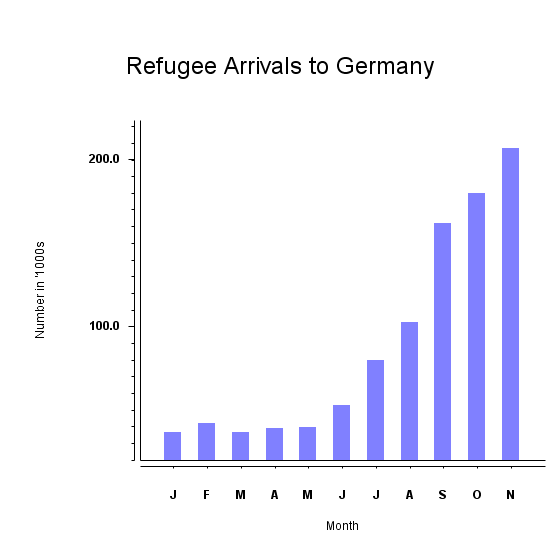 Refugee Arrivals to Germany
200.0
100.0
Number in '1000s
J F M A M J J A S O N
Month